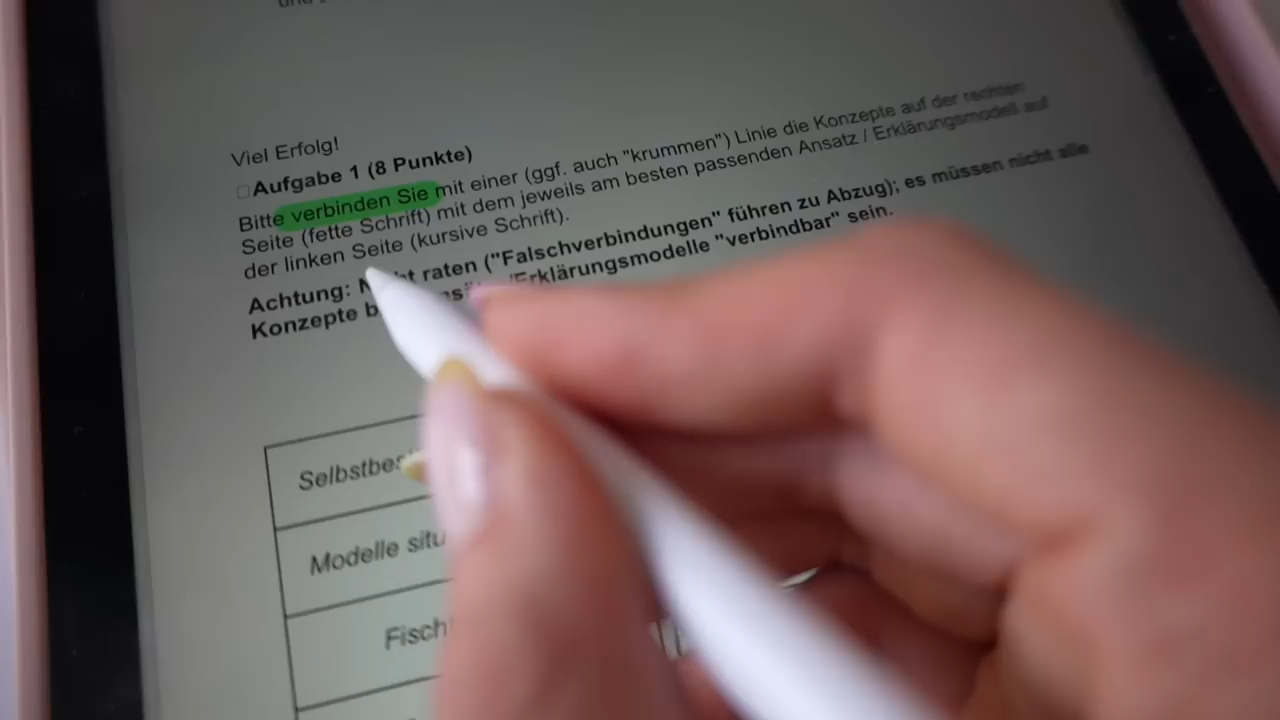 Viel Erfolg!
Aufgabe 1 (8 Punkte)
Bitte verbinden Sie mit einer (ggf. auch "krummen") Linie die Konzepte auf der rechten
Seite (fette Schrift) mit dem jeweils am besten passenden Ansatz / Erklärungsmodell auf
der linken Seite (kursive Schrift).
Achtung: raten ("Falschverbindungen" führen zu Abzug); es müssen nicht alle
Konzepte Erklärungsmodelle "verbindbar" sein.
Modelle